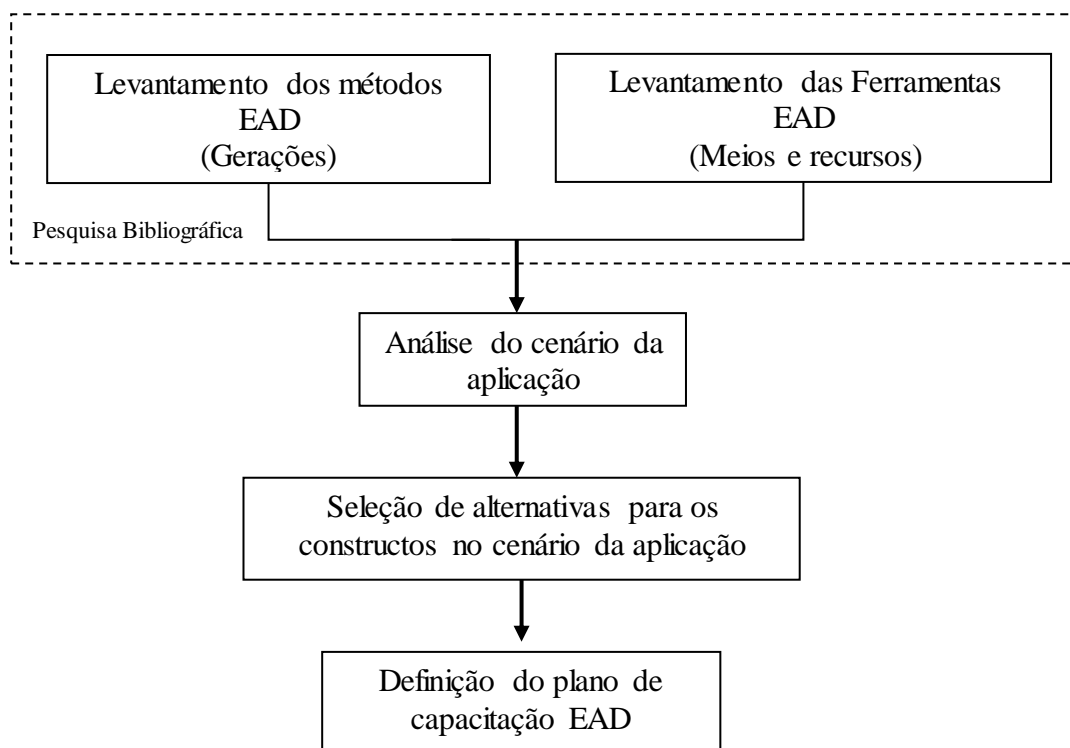 Levantamento dos métodos
EAD
(Gerações)
Levantamento das Ferramentas
EAD
(Meios e recursos)
Pesquisa Bibliográfica
Análise do cenário da
aplicação
Seleção de alternativas para os
constructos no cenário da aplicação
Definição do plano de
capacitação EAD